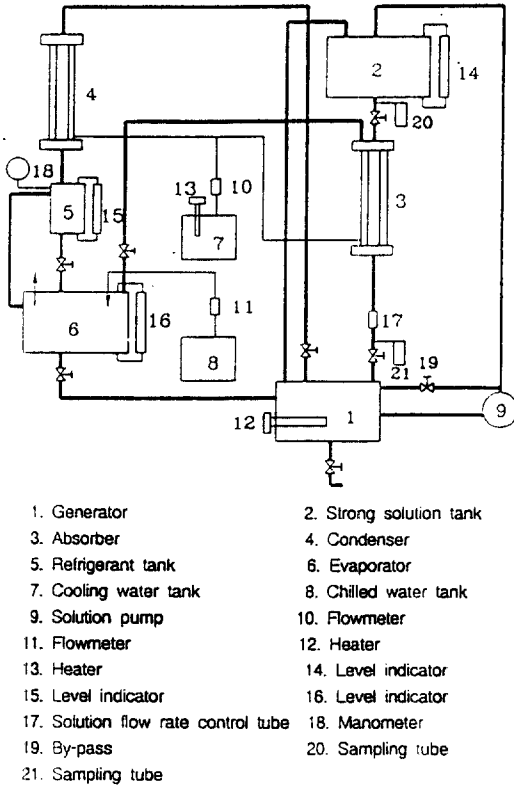 4
2
14
20
18
13
10
3
5
15
7
11
17
6
16
8
21
19
12
1
9
1. Generator
2. Strong solution tank
3. Absorber
4. Condenser
5. Refrigerant tank
6. Evaporator
7. Cooling water tank
8. Chilled water tank
9. Solution pump
10. Flowmeter
11. Flowmeter
12. Heater
13. Heater
14. Level indicator
15. Level indicator
16. Level indicator
17. Solution flow rate control tube
18. Manometer
19. By-pass
20. Sampling tube
21. Sampling tube